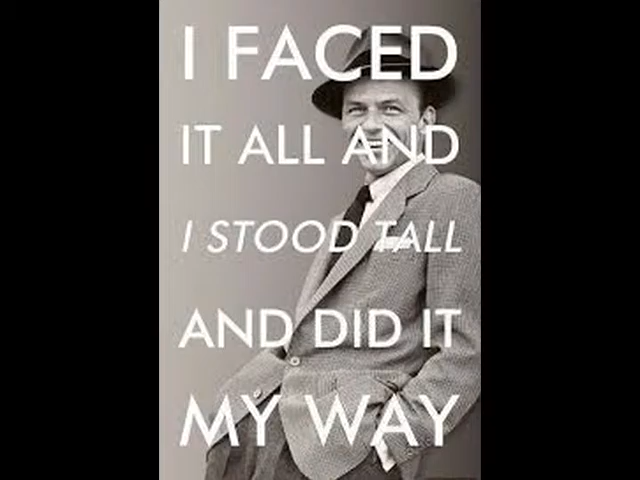 I FACED
IT ALL AND
I STOOD TALL
AND DID IT
MY WAY